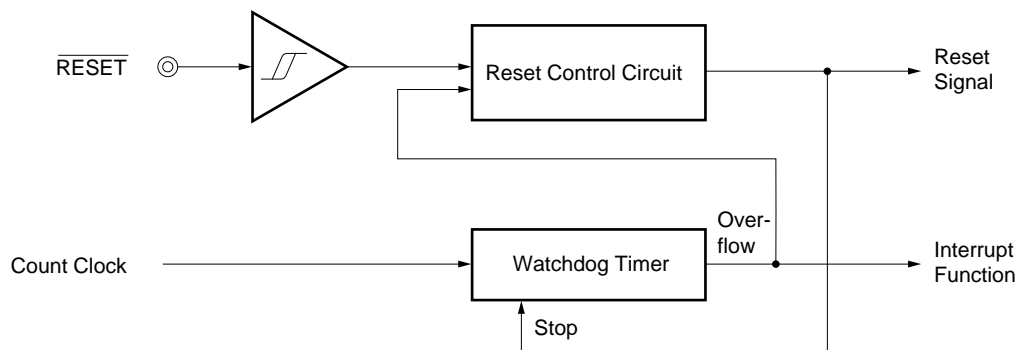 RESET
Reset Control Circuit
Reset
Signal
Over-
flow
Count Clock
Watchdog Timer
Interrupt
Function
Stop